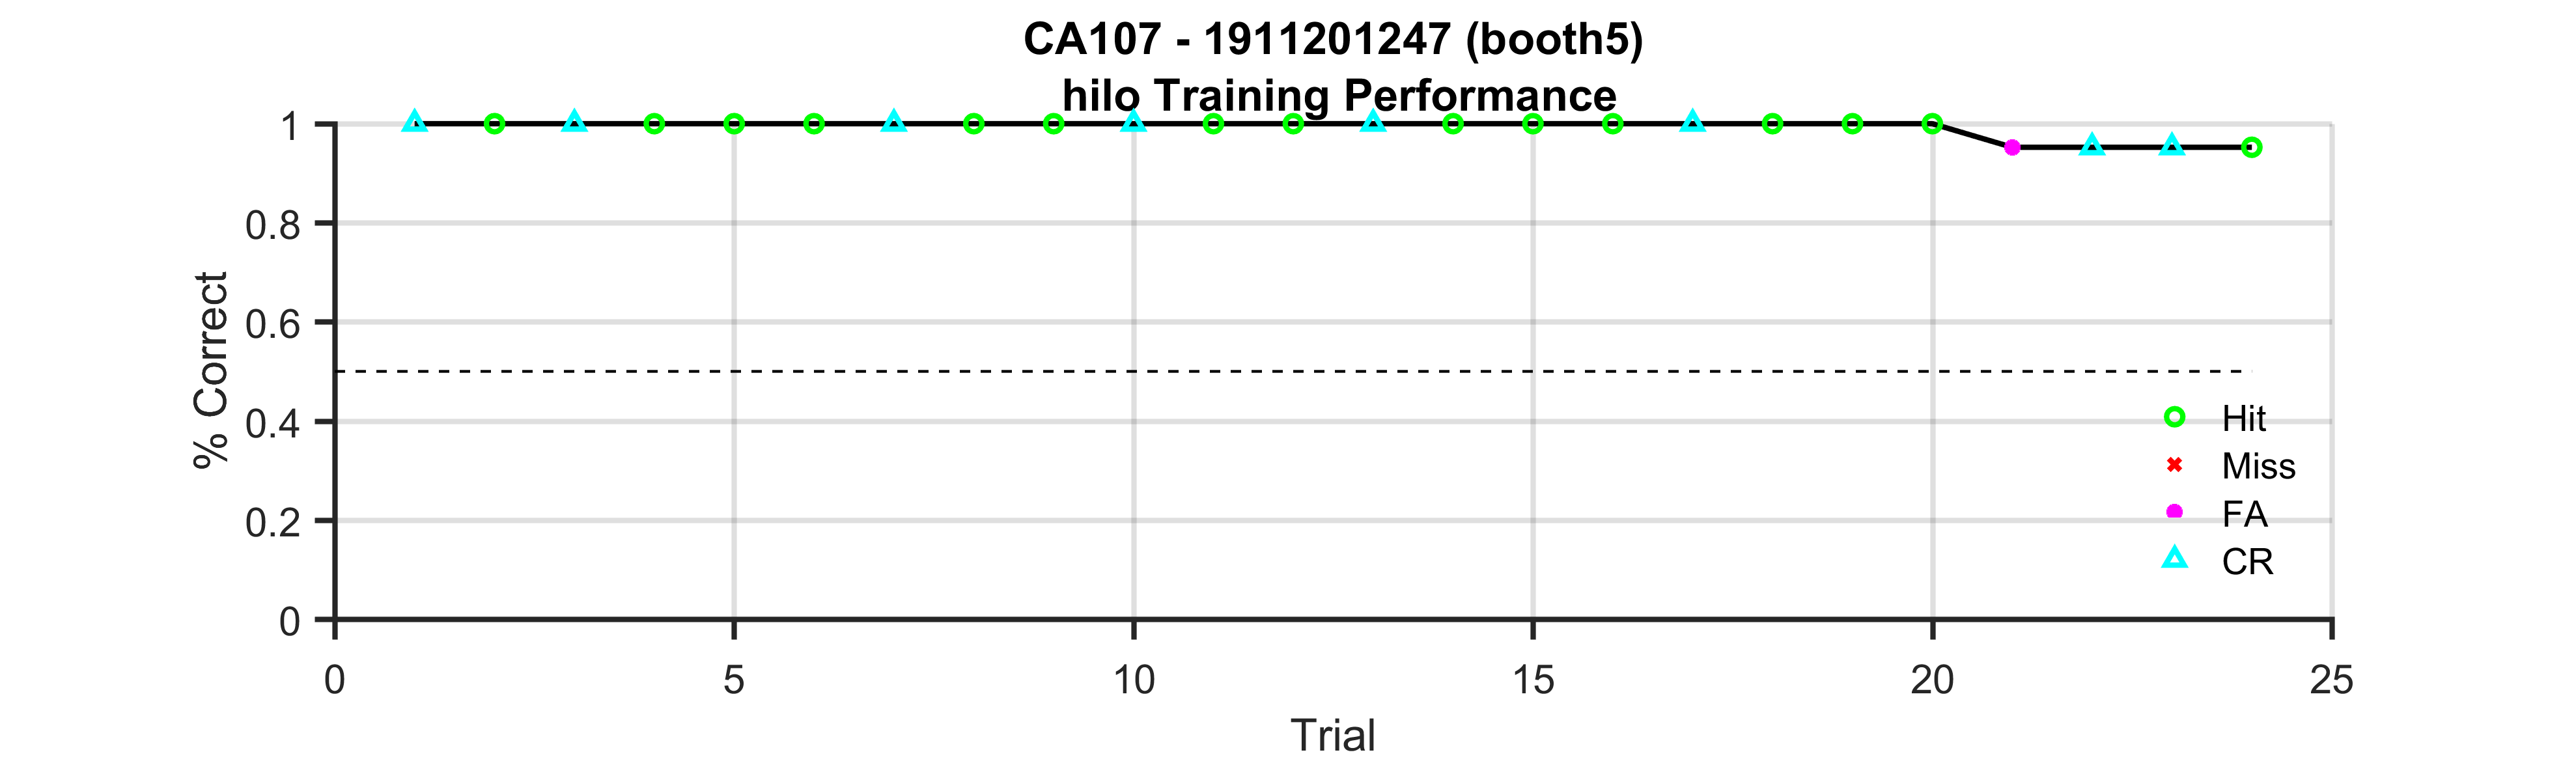 CA107 - 1911201247 (booth5)
hilo Training Performance
1
0.8
0.6
0.4
0.2
0
% Correct
Hit
Miss
FA
CR
0 5 10 15 20 25
Trial